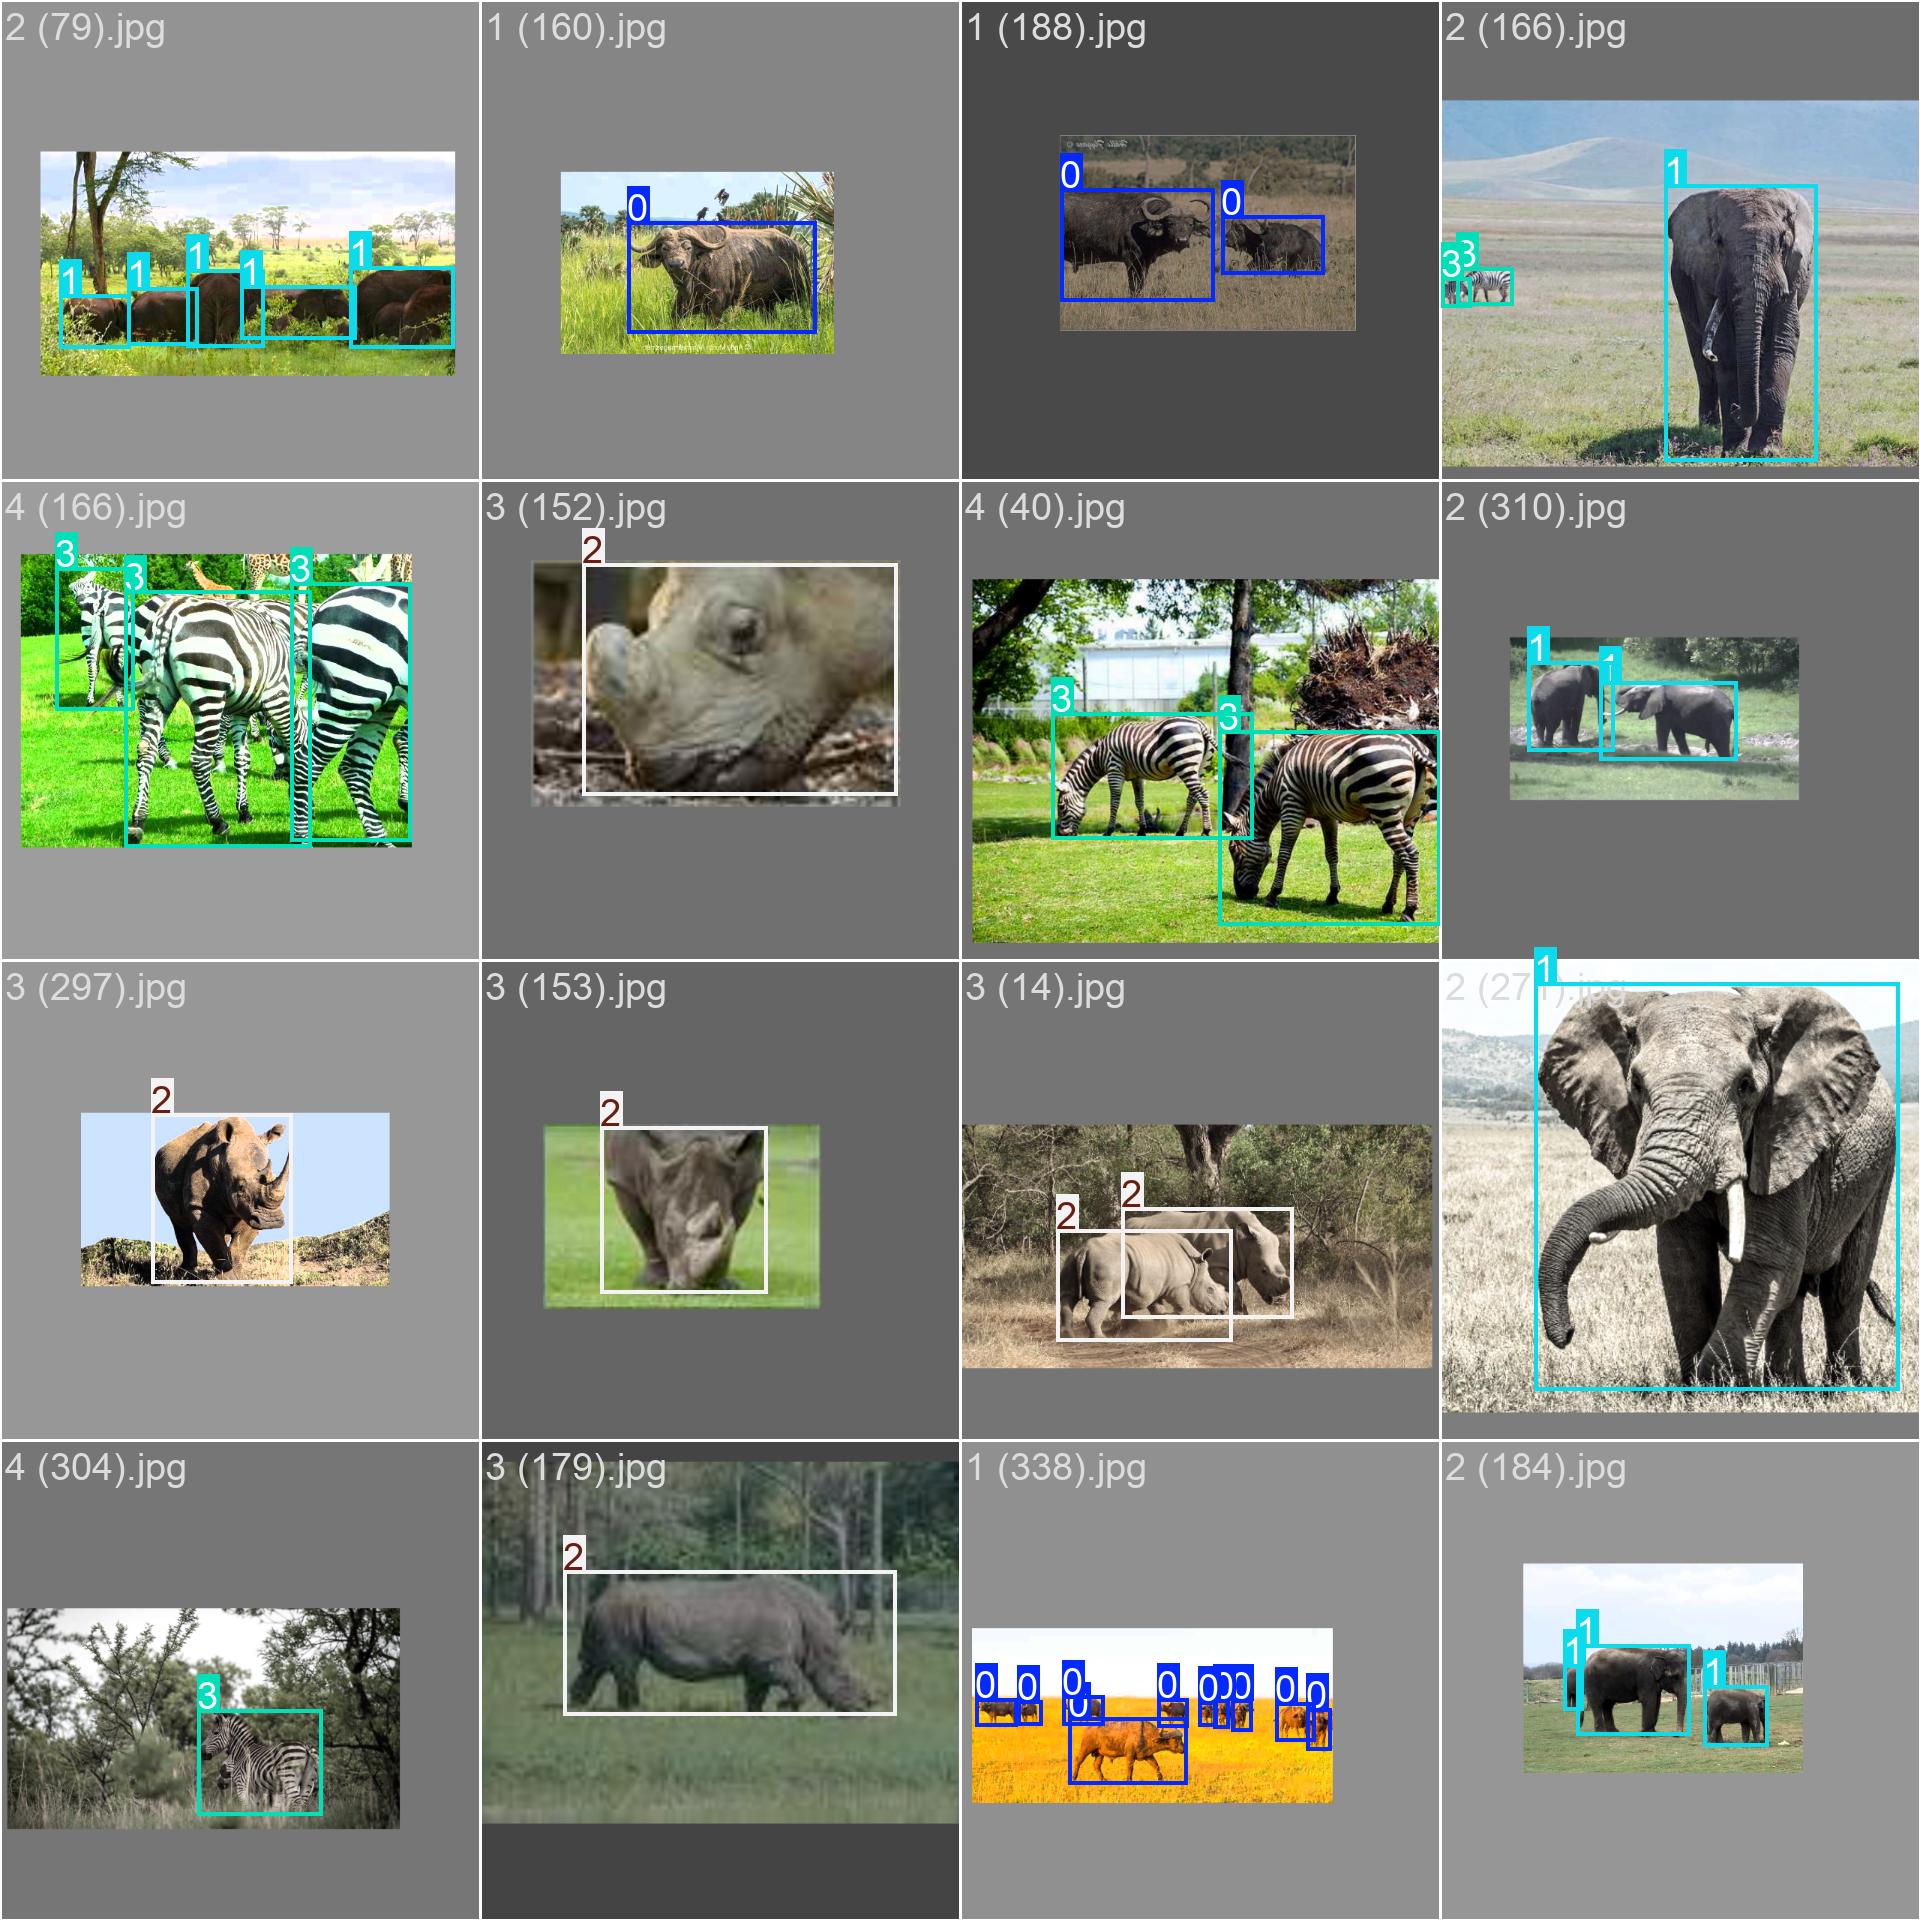 2 (79).jpg
1
1
1
1
1
1 (160).jpg
0
1 (188).jpg
0
0
2 (166).jpg
1
3
3
4 (166).jpg
3
3
3
3 (152).jpg
2
4 (40).jpg
3
3
2 (310).jpg
1
1
3 (297).jpg
2
3 (153).jpg
2
3 (14).jpg
2
2
2 (271).jpg
1
4 (304).jpg
3
3 (179).jpg
2
1 (338).jpg
0
0
0
0
0
0
0
0
0
0
2 (184).jpg
1
1
1